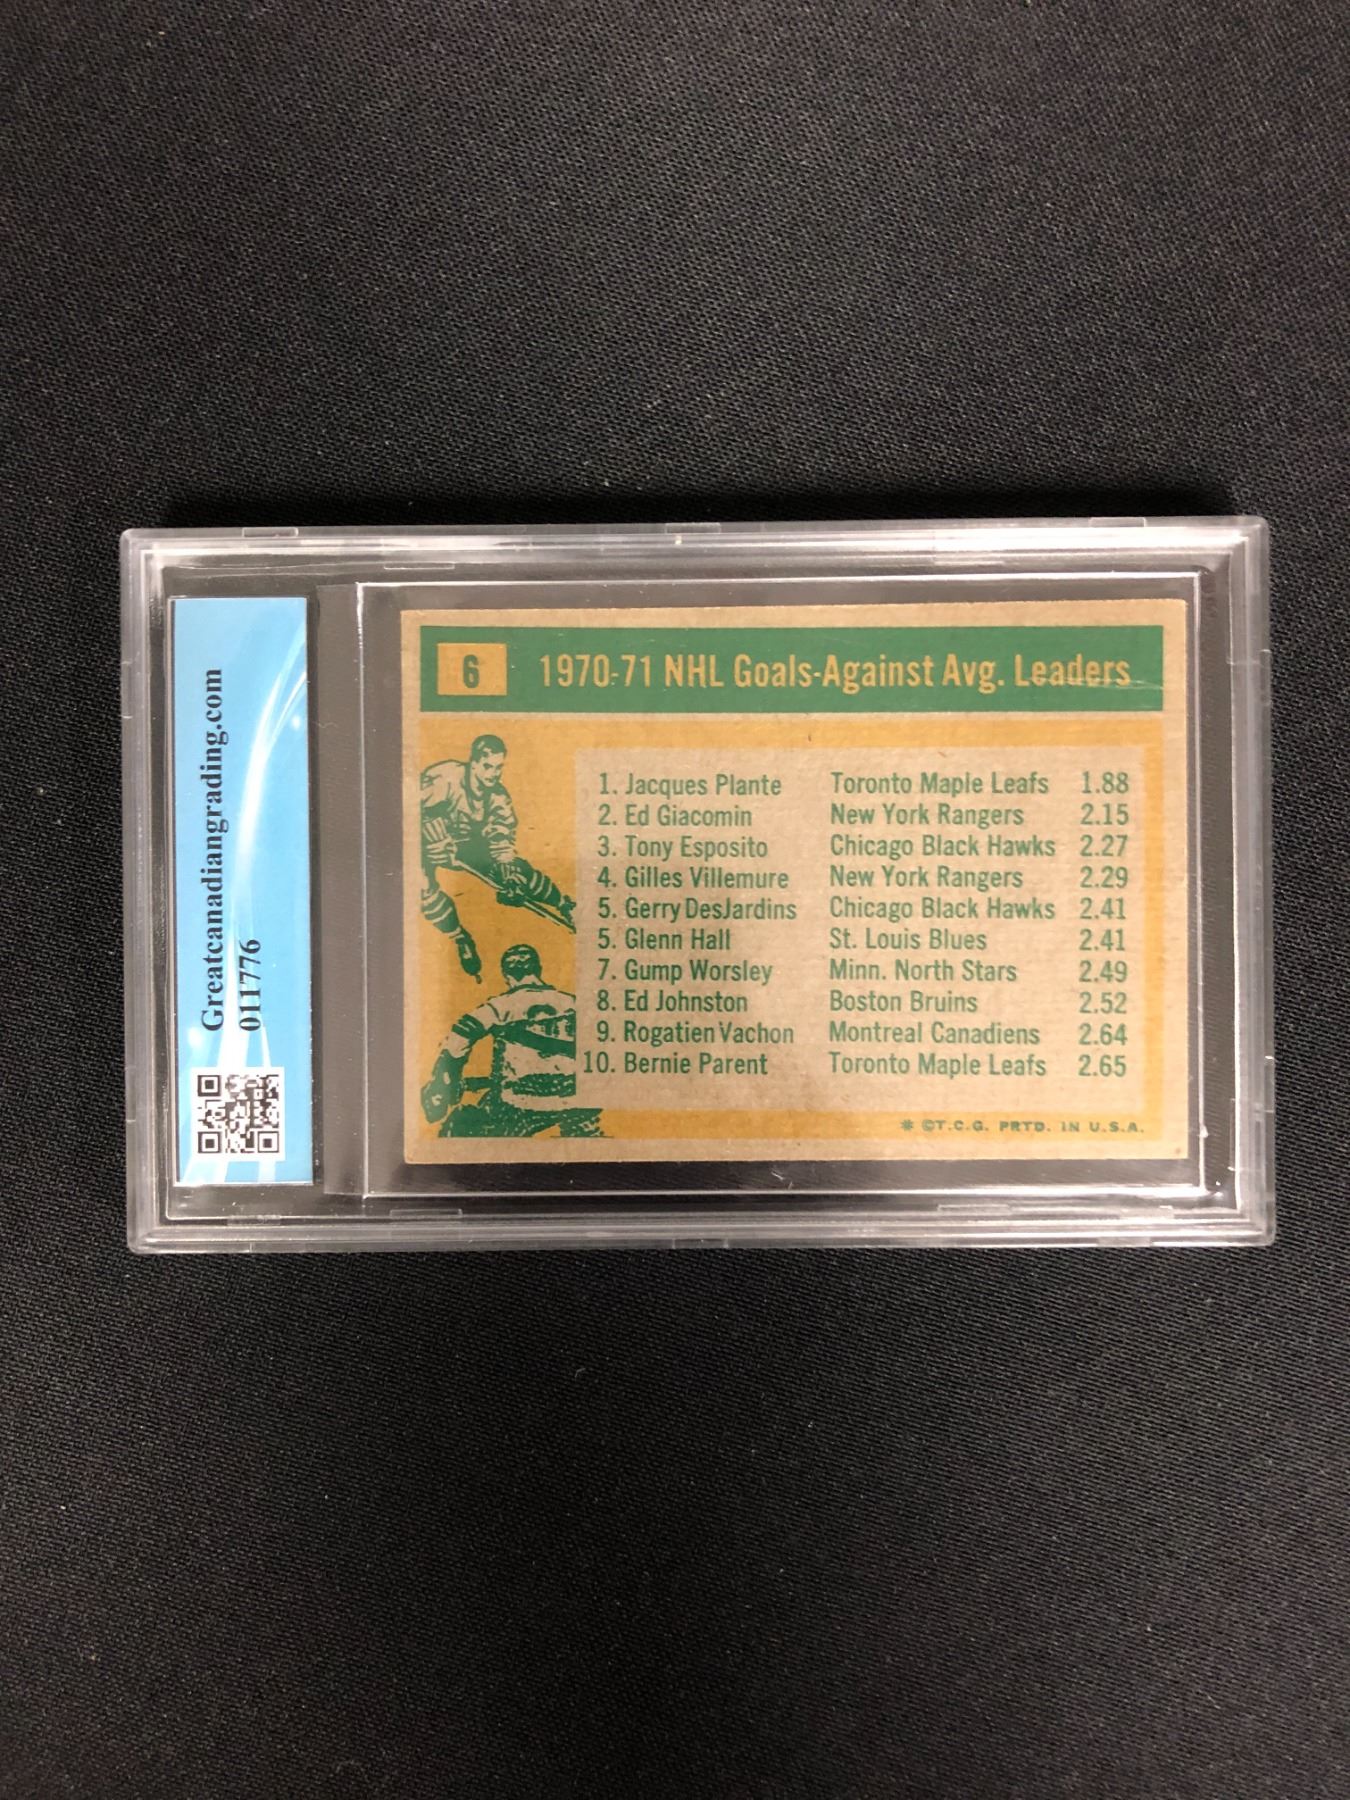 Greatcanadiangrading.com
011776
6 1970-71 NHL Goals-Against Avg. Leaders
1. Jacques Plante Toronto Maple Leafs 1.88
2. Ed Giacomin New York Rangers 2.15
3. Tony Esposito Chicago Black Hawks 2.27
4. Gilles Villemure New York Rangers 2.29
5. Gerry DesJardins Chicago Black Hawks 2.41
5. Glenn Hall St. Louis Blues 2.41
7. Gump Worsley Minn. North Stars 2.49
8. Ed Johnston Boston Bruins 2.52
9. Rogatien Vachon Montreal Canadiens 2.64
10. Bernie Parent Toronto Maple Leafs 2.65
* ©T.C.G. PRTD. IN U.S.A.